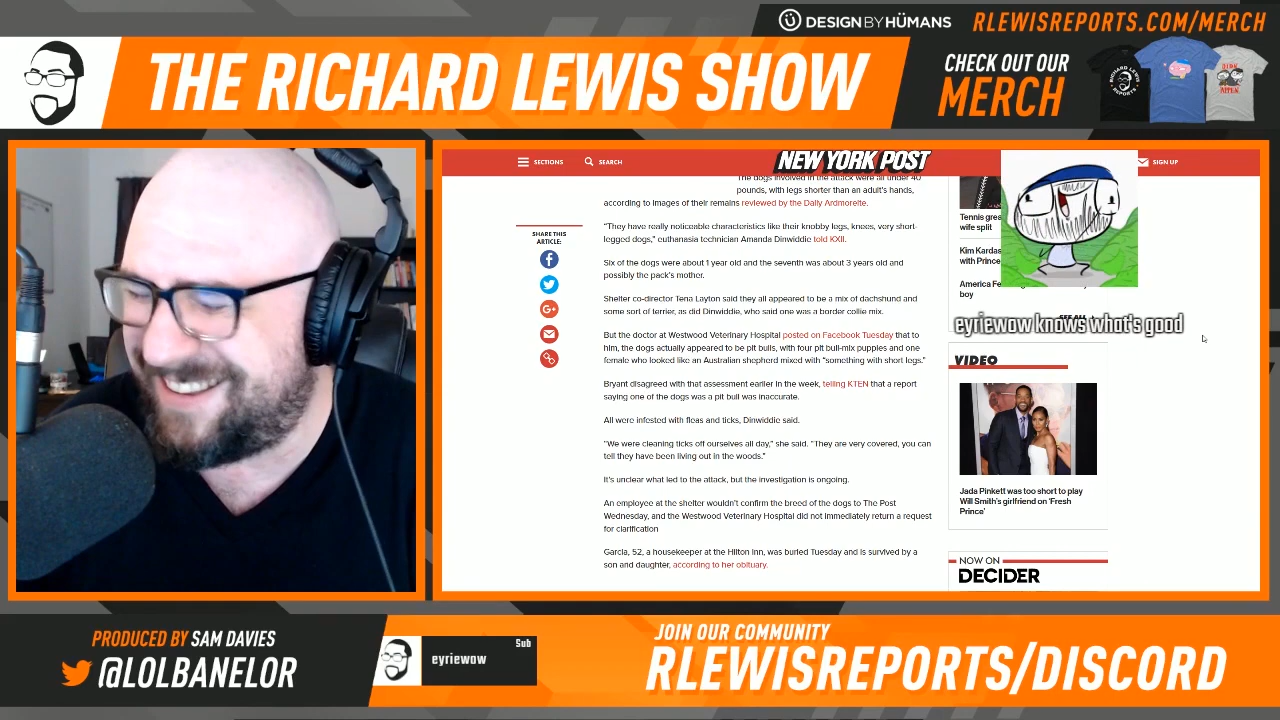 DESIGN BY HÜMANS
RLEWISREPORTS.COM/MERCH
THE RICHARD LEWIS SHOW
CHECK OUT OUR
MERCH
SECTIONS
SEARCH
NEW YORK POST
SIGN UP
The dogs involved in the attack were all under 40
pounds, with legs shorter than an adult's hands,
according to images of their remains reviewed by the Daily Ardmoreite.
SHARE THIS
ARTICLE:
"They have really noticeable characteristics like their knobby legs, knees, very short-
legged dogs," euthanasia technician Amanda Dinwiddie told KXII.
Six of the dogs were about 1 year old and the seventh was about 3 years old and
possibly the pack's mother.
Shelter co-director Tena Layton said they all appeared to be a mix of dachshund and
some sort of terrier, as did Dinwiddie, who said one was a border collie mix.
But the doctor at Westwood Veterinary Hospital posted on Facebook Tuesday that to
him, the dogs actually appeared to be pit bulls, with four pit bull-mix puppies and one
female who looked like an Australian shepherd mixed with "something with short legs."
Bryant disagreed with that assessment earlier in the week, telling KTEN that a report
saying one of the dogs was a pit bull was inaccurate.
All were infested with fleas and ticks, Dinwiddie said.
"We were cleaning ticks off ourselves all day," she said. "They are very covered, you can
tell they have been living out in the woods."
It's unclear what led to the attack, but the investigation is ongoing.
An employee at the shelter wouldn't confirm the breed of the dogs to The Post
Wednesday, and the Westwood Veterinary Hospital did not immediately return a request
for clarification
Garcia, 52, a housekeeper at the Hilton Inn, was buried Tuesday and is survived by a
son and daughter, according to her obituary.
Tennis grea
wife split
Kim Kardas
with Prince
America Fe
boy
eyriewow knows what's good
VIDEO
Jada Pinkett was too short to play
Will Smith's girlfriend on 'Fresh
Prince'
NOW ON
DECIDER
PRODUCED BY SAM DAVIES
@LOLBANELOR
Sub
eyriewow
JOIN OUR COMMUNITY
RLEWISREPORTS/DISCORD